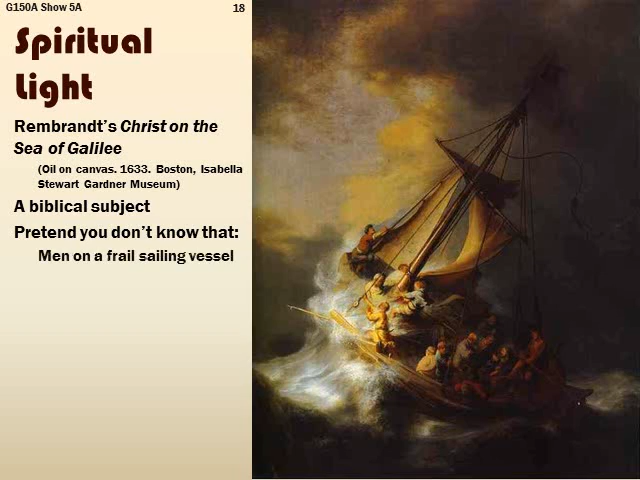 G150A Show 5A
18
Spiritual
Light
Rembrandt's Christ on the
Sea of Galilee
(Oil on canvas. 1633. Boston, Isabella
Stewart Gardner Museum)
A biblical subject
Pretend you don't know that:
Men on a frail sailing vessel